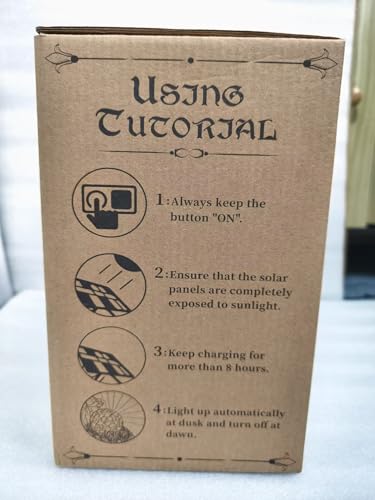 USING
TUTORIAL
1:Always keep the
button "ON".
2:Ensure that the solar
panels are completely
exposed to sunlight.
3:Keep charging for
more than 8 hours.
4:Light up automatically
at dusk and turn off at
dawn.